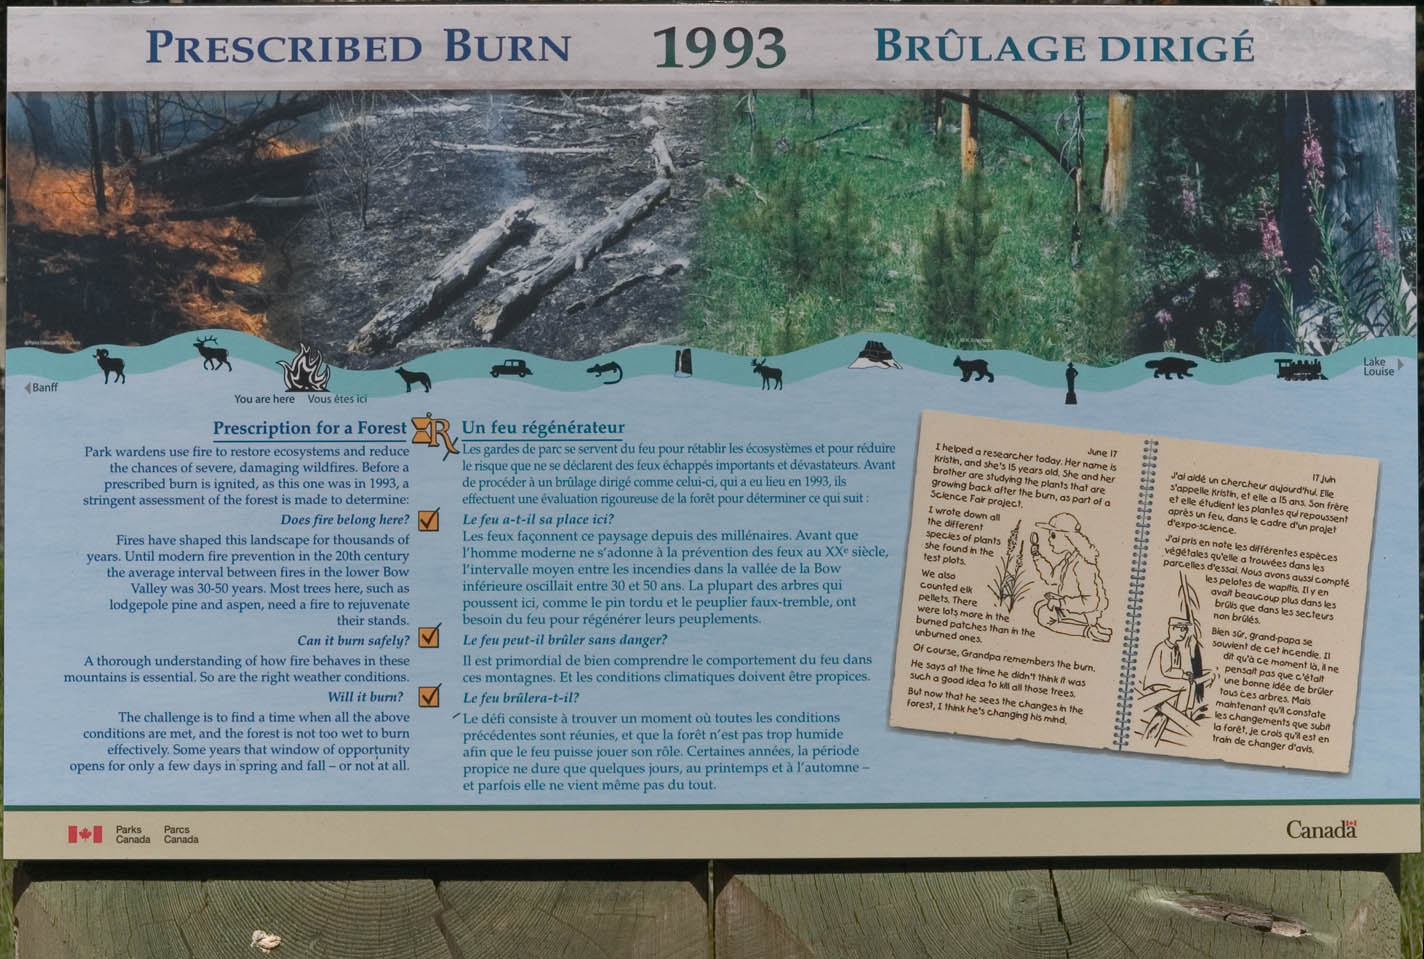 PRESCRIBED BURN 1993 BRÛLAGE DIRIGÉ
Banff
You are here Vous êtes ici
Lake
Louise
Prescription for a Forest
Park wardens use fire to restore ecosystems and reduce
the chances of severe, damaging wildfires. Before a
prescribed burn is ignited, as this one was in 1993, a
stringent assessment of the forest is made to determine:
Does fire belong here?
Fires have shaped this landscape for thousands of
years. Until modern fire prevention in the 20th century
the average interval between fires in the lower Bow
Valley was 30-50 years. Most trees here, such as
lodgepole pine and aspen, need a fire to rejuvenate
their stands.
Can it burn safely?
A thorough understanding of how fire behaves in these
mountains is essential. So are the right weather conditions.
Will it burn?
The challenge is to find a time when all the above
conditions are met, and the forest is not too wet to burn
effectively. Some years that window of opportunity
opens for only a few days in spring and fall – or not at all.
R
Un feu régénérateur
Les gardes de parc se servent du feu pour rétablir les écosystèmes et pour réduire
le risque que ne se déclarent des feux échappés importants et dévastateurs. Avant
de procéder à un brûlage dirigé comme celui-ci, qui a eu lieu en 1993, ils
effectuent une évaluation rigoureuse de la forêt pour déterminer ce qui suit :
Le feu a-t-il sa place ici?
Les feux façonnent ce paysage depuis des millénaires. Avant que
l'homme moderne ne s'adonne à la prévention des feux au XXe siècle,
l'intervalle moyen entre les incendies dans la vallée de la Bow
inférieure oscillait entre 30 et 50 ans. La plupart des arbres qui
poussent ici, comme le pin tordu et le peuplier faux-tremble, ont
besoin du feu pour régénérer leurs peuplements.
Le feu peut-il brûler sans danger?
Il est primordial de bien comprendre le comportement du feu dans
ces montagnes. Et les conditions climatiques doivent être propices.
Le feu brûlera-t-il?
Le défi consiste à trouver un moment où toutes les conditions
précédentes sont réunies, et que la forêt n'est pas trop humide
afin que le feu puisse jouer son rôle. Certaines années, la période
propice ne dure que quelques jours, au printemps et à l'automne –
et parfois elle ne vient même pas du tout.
June 17
I helped a researcher today. Her name is
Kristin, and she's 15 years old. She and her
brother are studying the plants that are
growing back after the burn, as part of a
Science Fair project.
I wrote down all
the different
species of plants
she found in the
test plots.
We also
counted elk
pellets. There
were lots more in the
burned patches than in the
unburned ones.
Of course, Grandpa remembers the burn.
He says at the time he didn't think it was
such a good idea to kill all those trees.
But now that he sees the changes in the
forest, I think he's changing his mind.
17 juin
J'ai aidé un chercheur aujourd'hui. Elle
s'appelle Kristin, et elle a 15 ans. Son frère
et elle étudient les plantes qui repoussent
après un feu, dans le cadre d'un projet
d'expo-science.
J'ai pris en note les différentes espèces
végétales qu'elle a trouvées dans les
parcelles d'essai. Nous avons aussi compté
les pelotes de wapitis. Il y en
avait beaucoup plus dans les
brûlis que dans les secteurs
non brûlés.
Bien sûr, grand-papa se
souvient de cet incendie. Il
dit qu'à ce moment là, il ne
pensait pas que c'était
une bonne idée de brûler
tous ces arbres. Mais
maintenant qu'il constate
les changements que subit
la forêt, je crois qu'il est en
train de changer d'avis.
Parks Parcs
Canada Canada
Canada